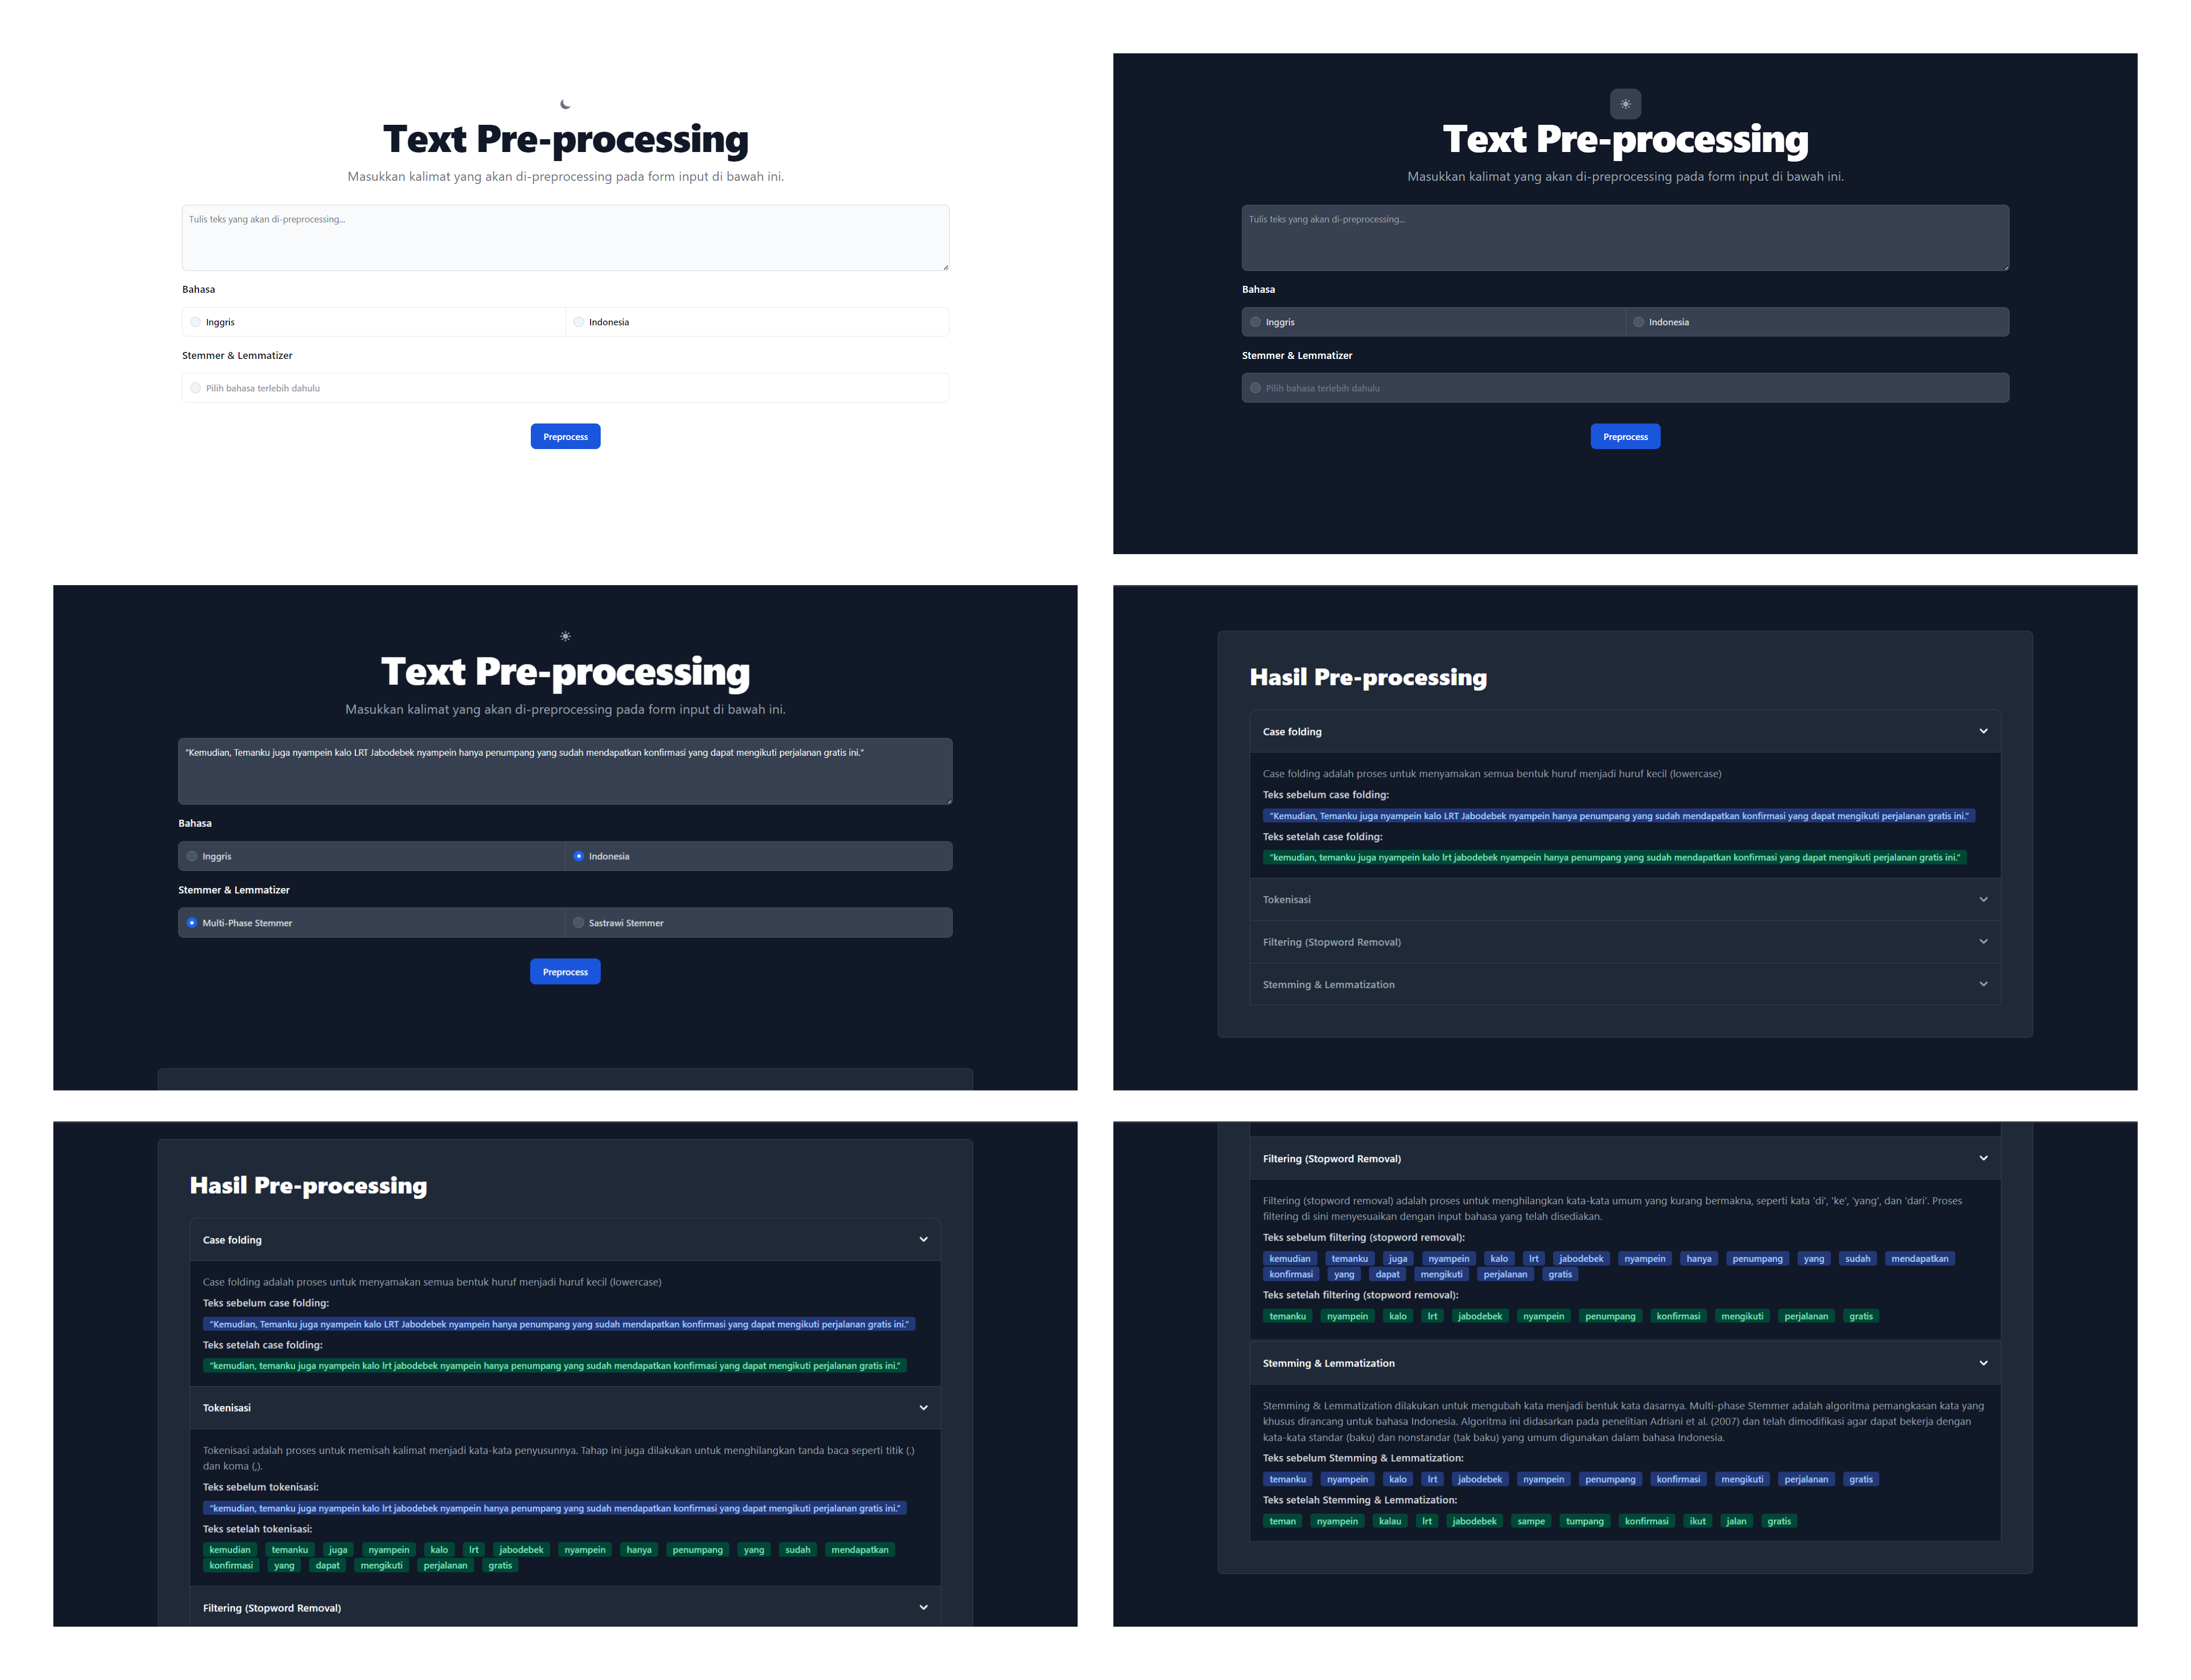 Text Pre-processing
Masukkan kalimat yang akan di-preprocessing pada form input di bawah ini.
Tulis teks yang akan di-preprocessing...
Bahasa
Inggris
Indonesia
Stemmer & Lemmatizer
Pilih bahasa terlebih dahulu
Preprocess
Text Pre-processing
Masukkan kalimat yang akan di-preprocessing pada form input di bawah ini.
Tulis teks yang akan di-preprocessing...
Bahasa
Inggris
Indonesia
Stemmer & Lemmatizer
Pilih bahasa terlebih dahulu
Preprocess
Text Pre-processing
Masukkan kalimat yang akan di-preprocessing pada form input di bawah ini.
"Kemudian, Temanku juga nyampein kalo LRT Jabodebek nyampein hanya penumpang yang sudah mendapatkan konfirmasi yang dapat mengikuti perjalanan gratis ini."
Bahasa
Inggris
Indonesia
Stemmer & Lemmatizer
Multi-Phase Stemmer
Sastrawi Stemmer
Preprocess
Hasil Pre-processing
Case folding
Case folding adalah proses untuk menyamakan semua bentuk huruf menjadi huruf kecil (lowercase)
Teks sebelum case folding:
"Kemudian, Temanku juga nyampein kalo LRT Jabodebek nyampein hanya penumpang yang sudah mendapatkan konfirmasi yang dapat mengikuti perjalanan gratis ini."
Teks setelah case folding:
"kemudian, temanku juga nyampein kalo lrt jabodebek nyampein hanya penumpang yang sudah mendapatkan konfirmasi yang dapat mengikuti perjalanan gratis ini."
Tokenisasi
Filtering (Stopword Removal)
Stemming & Lemmatization
Hasil Pre-processing
Case folding
Case folding adalah proses untuk menyamakan semua bentuk huruf menjadi huruf kecil (lowercase)
Teks sebelum case folding:
"Kemudian, Temanku juga nyampein kalo LRT Jabodebek nyampein hanya penumpang yang sudah mendapatkan konfirmasi yang dapat mengikuti perjalanan gratis ini."
Teks setelah case folding:
"kemudian, temanku juga nyampein kalo lrt jabodebek nyampein hanya penumpang yang sudah mendapatkan konfirmasi yang dapat mengikuti perjalanan gratis ini."
Tokenisasi
Tokenisasi adalah proses untuk memisah kalimat menjadi kata-kata penyusunnya. Tahap ini juga dilakukan untuk menghilangkan tanda baca seperti titik (.)
dan koma (,).
Teks sebelum tokenisasi:
"kemudian, temanku juga nyampein kalo lrt jabodebek nyampein hanya penumpang yang sudah mendapatkan konfirmasi yang dapat mengikuti perjalanan gratis ini."
Teks setelah tokenisasi:
kemudian temanku juga nyampein kalo lrt jabodebek nyampein hanya penumpang yang sudah mendapatkan
konfirmasi yang dapat mengikuti perjalanan gratis
Filtering (Stopword Removal)
Filtering (Stopword Removal)
Filtering (stopword removal) adalah proses untuk menghilangkan kata-kata umum yang kurang bermakna, seperti kata 'di', 'ke', 'yang', dan 'dari'. Proses
filtering di sini menyesuaikan dengan input bahasa yang telah disediakan.
Teks sebelum filtering (stopword removal):
kemudian temanku juga nyampein kalo lrt jabodebek nyampein hanya penumpang yang sudah mendapatkan
konfirmasi yang dapat mengikuti perjalanan gratis
Teks setelah filtering (stopword removal):
temanku nyampein kalo lrt jabodebek nyampein penumpang konfirmasi mengikuti perjalanan gratis
Stemming & Lemmatization
Stemming & Lemmatization dilakukan untuk mengubah kata menjadi bentuk kata dasarnya. Multi-phase Stemmer adalah algoritma pemangkasan kata yang
khusus dirancang untuk bahasa Indonesia. Algoritma ini didasarkan pada penelitian Adriani et al. (2007) dan telah dimodifikasi agar dapat bekerja dengan
kata-kata standar (baku) dan nonstandar (tak baku) yang umum digunakan dalam bahasa Indonesia.
Teks sebelum Stemming & Lemmatization:
temanku nyampein kalo lrt jabodebek nyampein penumpang konfirmasi mengikuti perjalanan gratis
Teks setelah Stemming & Lemmatization:
teman nyampein kalau lrt jabodebek sampe tumpang konfirmasi ikut jalan gratis